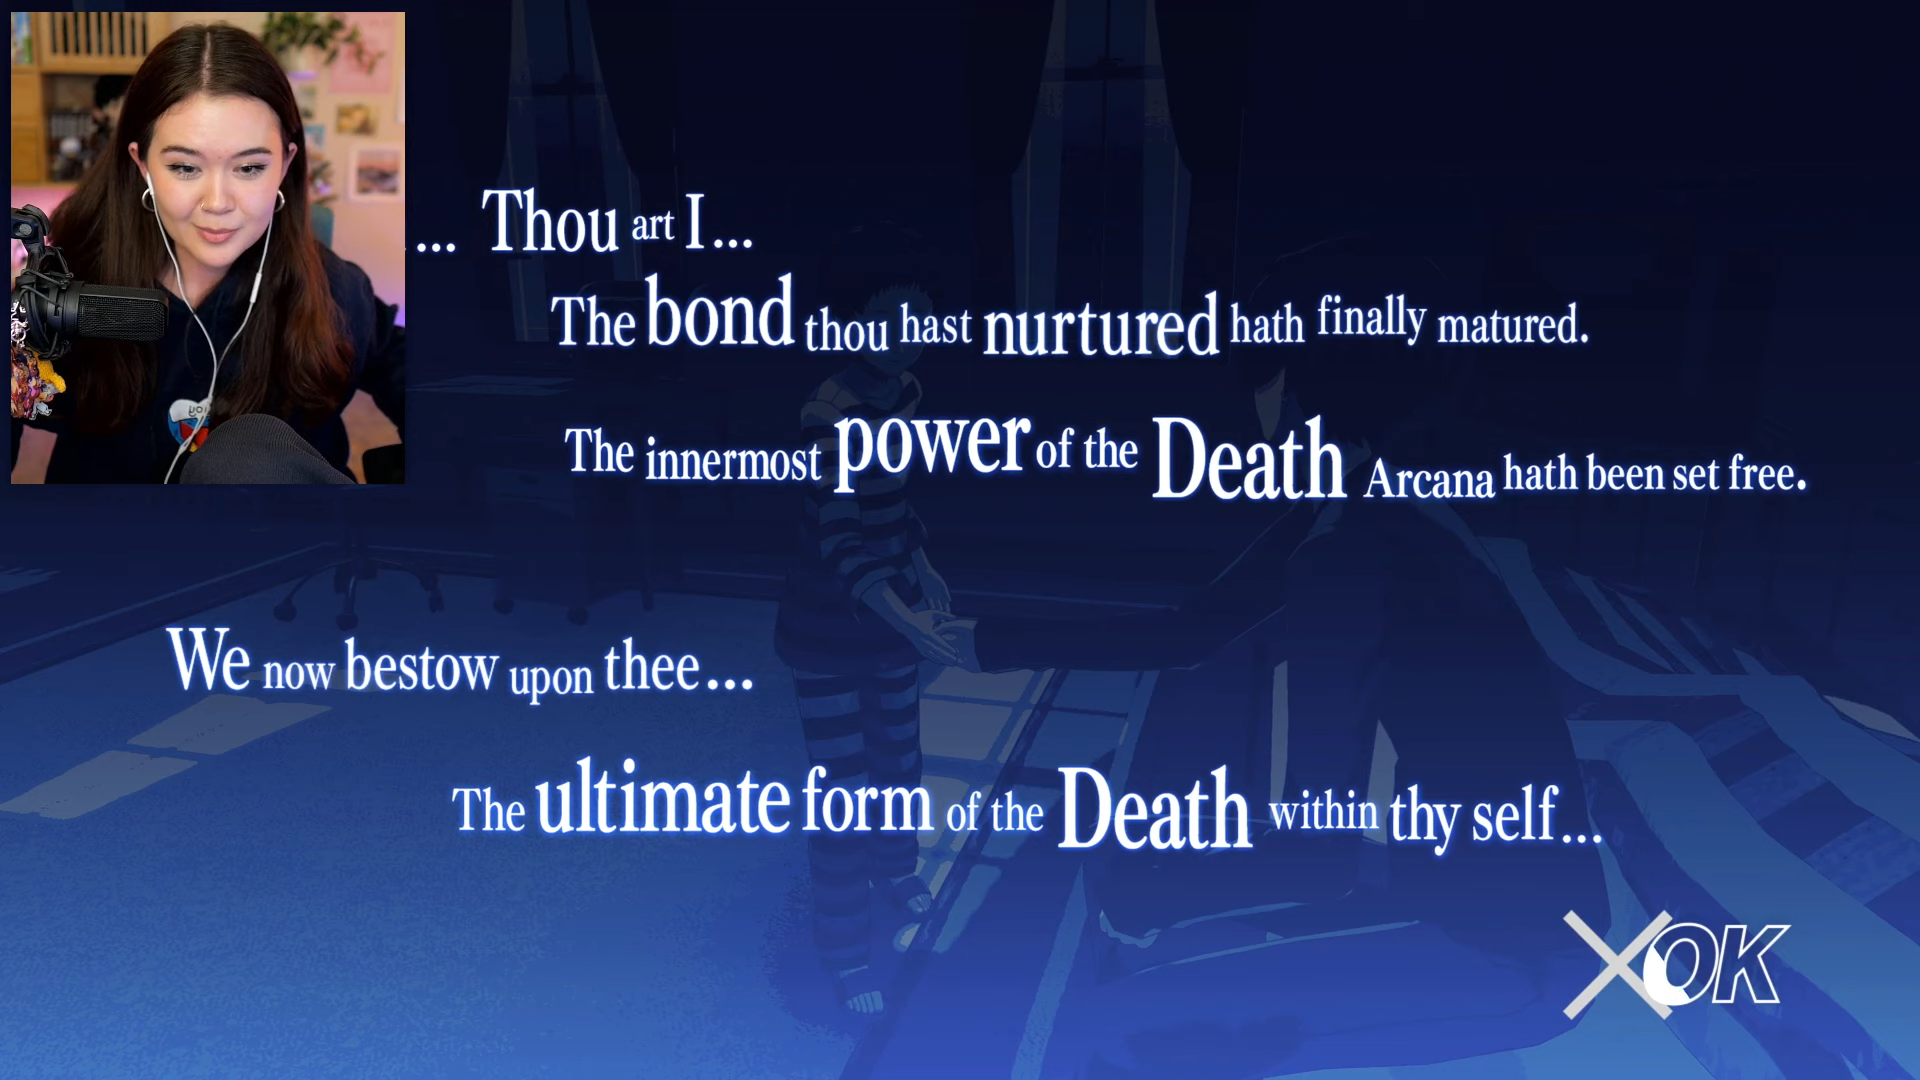 ... Thou art I...
The bond thou hast nurtured hath finally matured.
The innermost power of the Death Arcana hath been set free.
We now bestow upon thee...
The ultimate form of the Death within thy self...
OK